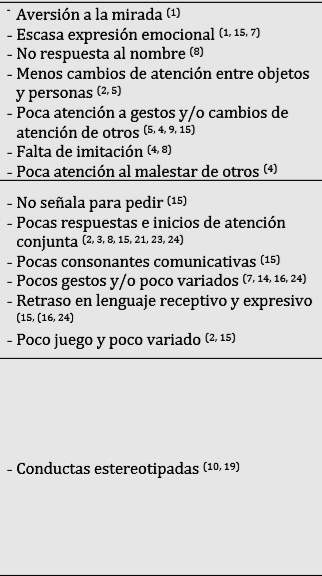 - Aversión a la mirada (1)
- Escasa expresión emocional (1, 15, 7)
- No respuesta al nombre (8)
- Menos cambios de atención entre objetos
y personas (2, 5)
- Poca atención a gestos y/o cambios de
atención de otros (5, 4, 9, 15)
- Falta de imitación (4, 8)
- Poca atención al malestar de otros (4)
- No señala para pedir (15)
- Pocas respuestas e inicios de atención
conjunta (2, 3, 8, 15, 21, 23, 24)
- Pocas consonantes comunicativas (15)
- Pocos gestos y/o poco variados (7, 14, 16, 24)
- Retraso en lenguaje receptivo y expresivo
(15, (16, 24)
- Poco juego y poco variado (2, 15)
- Conductas estereotipadas (10, 19)